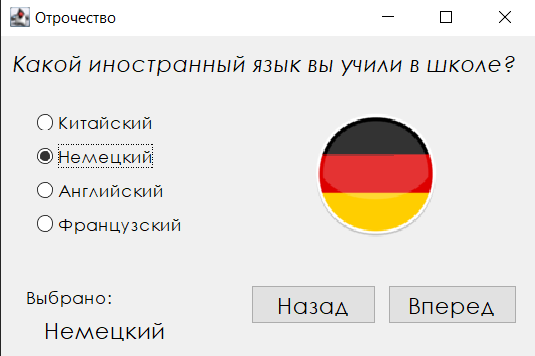 Отрочество
Какой иностранный язык вы учили в школе?
Китайский
Немецкий
Английский
Французский
Выбрано:
Немецкий
Назад
Вперед